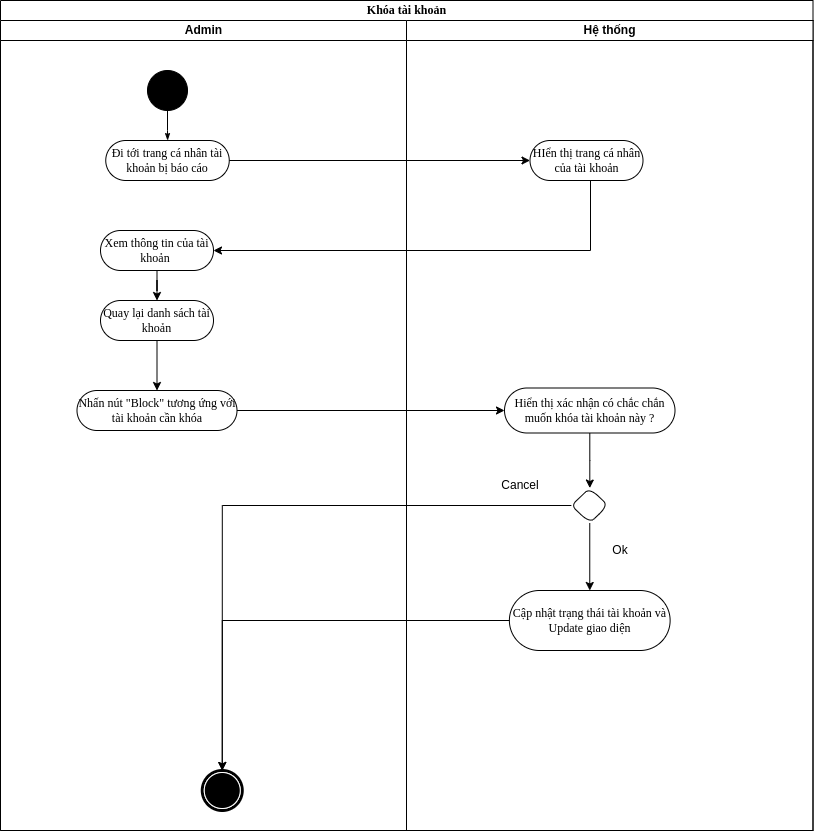 Khóa tài khoản
Admin
Hệ thống
Đi tới trang cá nhân tài
khoản bị báo cáo
HIển thị trang cá nhân
của tài khoản
Xem thông tin của tài
khoản
Quay lại danh sách tài
khoản
Nhấn nút "Block" tương ứng với
tài khoản cần khóa
Hiển thị xác nhận có chắc chắn
muốn khóa tài khoản này ?
Cancel
Ok
Cập nhật trạng thái tài khoản và
Update giao diện